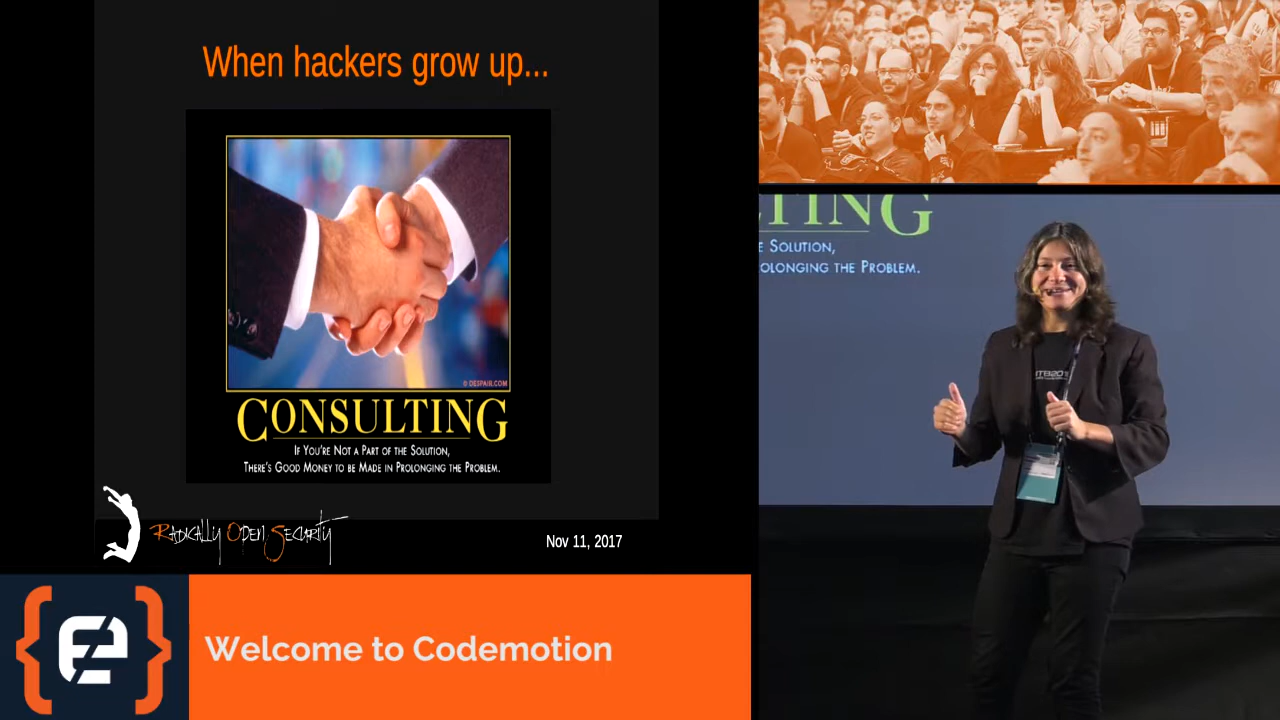 When hackers grow up...
© DESPAIR.COM
CONSULTING
IF YOU'RE NOT A PART OF THE SOLUTION,
THERE'S GOOD MONEY TO BE MADE IN PROLONGING THE PROBLEM.
RADICALLY OPEN SECURITY
Nov 11, 2017
Welcome to Codemotion
LTING
E SOLUTION,
OLONGING THE PROBLEM.